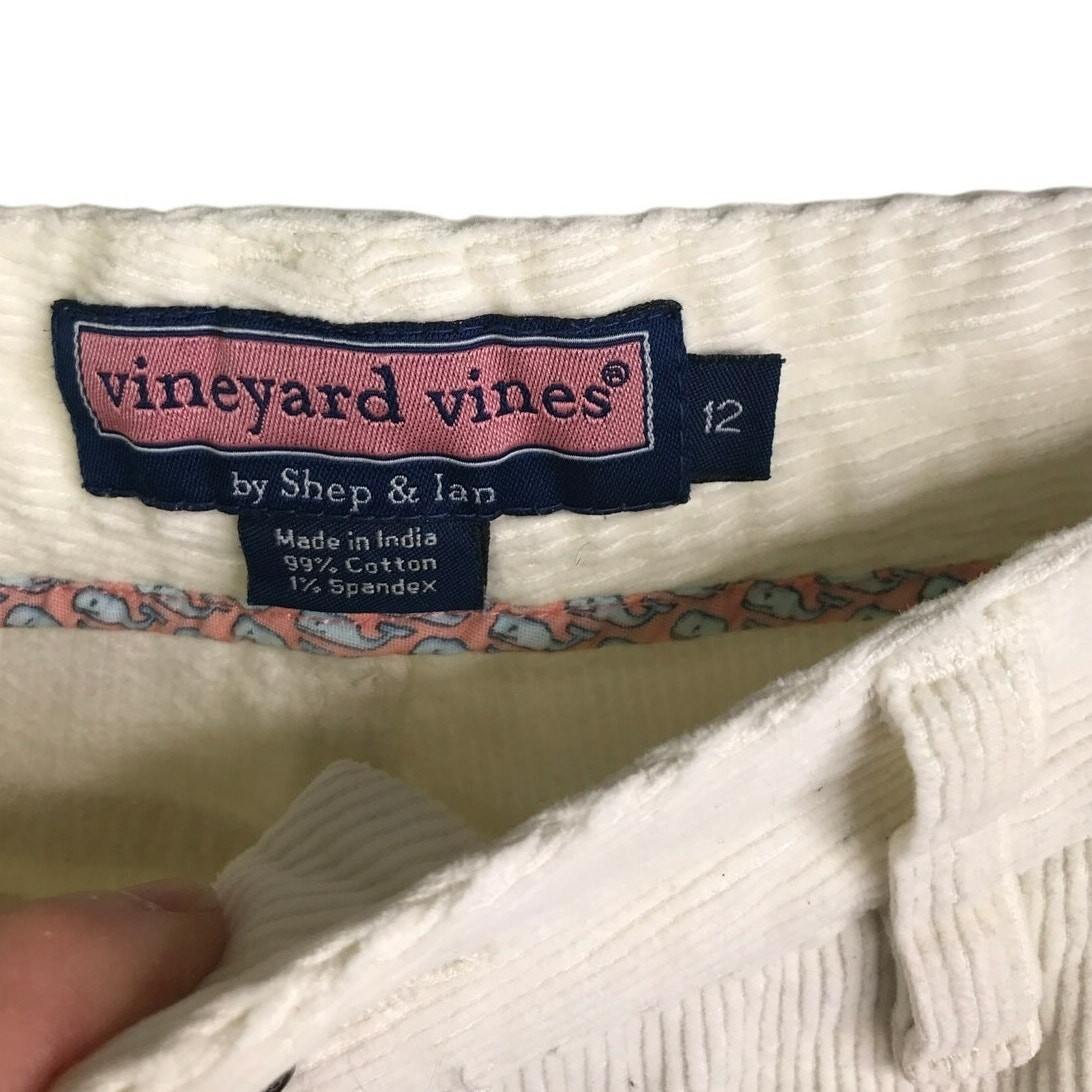 vineyard vines®
12
by Shep & Ian
Made in India
99% Cotton
1% Spandex